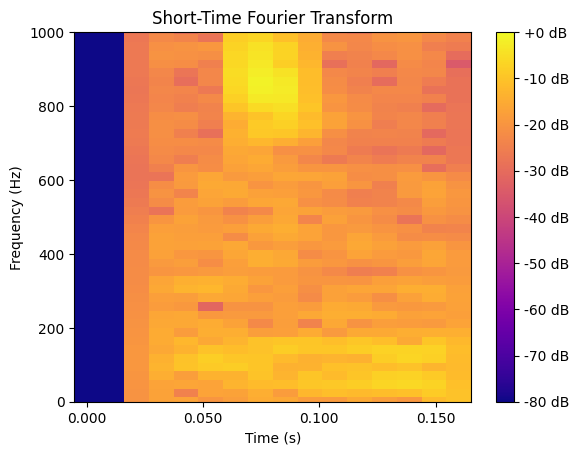 Short-Time Fourier Transform
1000
800
600
400
200
0
Frequency (Hz)
0.000
0.050
0.100
0.150
Time (s)
+0 dB
-10 dB
-20 dB
-30 dB
-40 dB
-50 dB
-60 dB
-70 dB
-80 dB